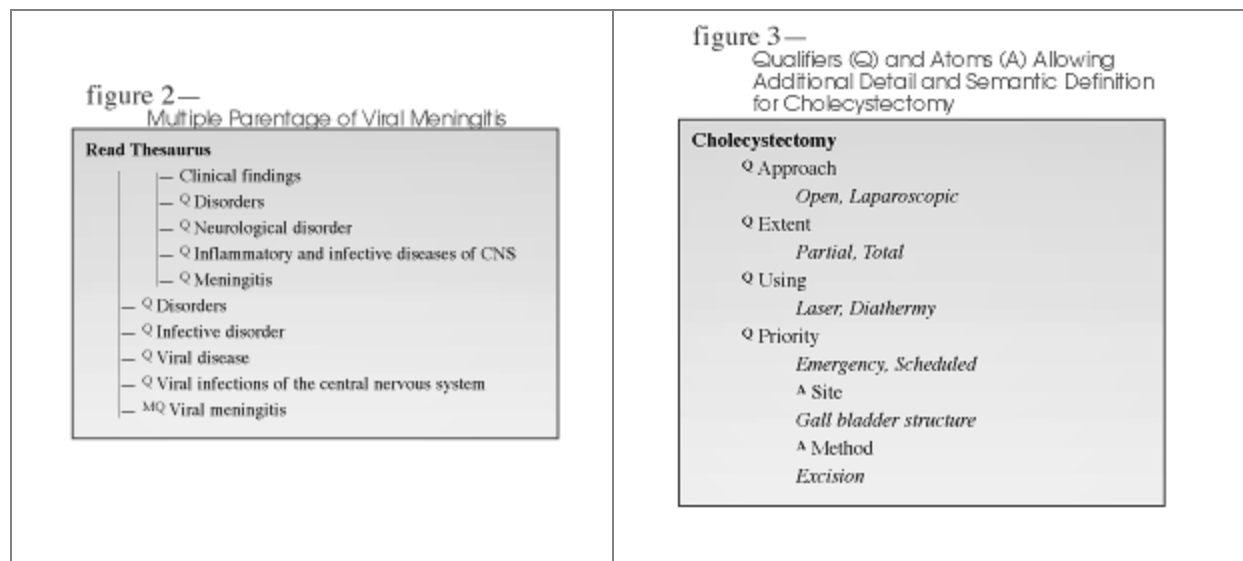 figure 2—
Multiple Parentage of Viral Meningitis
Read Thesaurus
— Clinical findings
— Q Disorders
— Q Neurological disorder
— Q Inflammatory and infective diseases of CNS
— Q Meningitis
— Q Disorders
— Q Infective disorder
— Q Viral disease
— Q Viral infections of the central nervous system
— MQ Viral meningitis
figure 3—
Qualifiers (Q) and Atoms (A) Allowing
Additional Detail and Semantic Definition
for Cholecystectomy
Cholecystectomy
Q Approach
Open, Laparoscopic
Q Extent
Partial, Total
Q Using
Laser, Diathermy
Q Priority
Emergency, Scheduled
A Site
Gall bladder structure
A Method
Excision